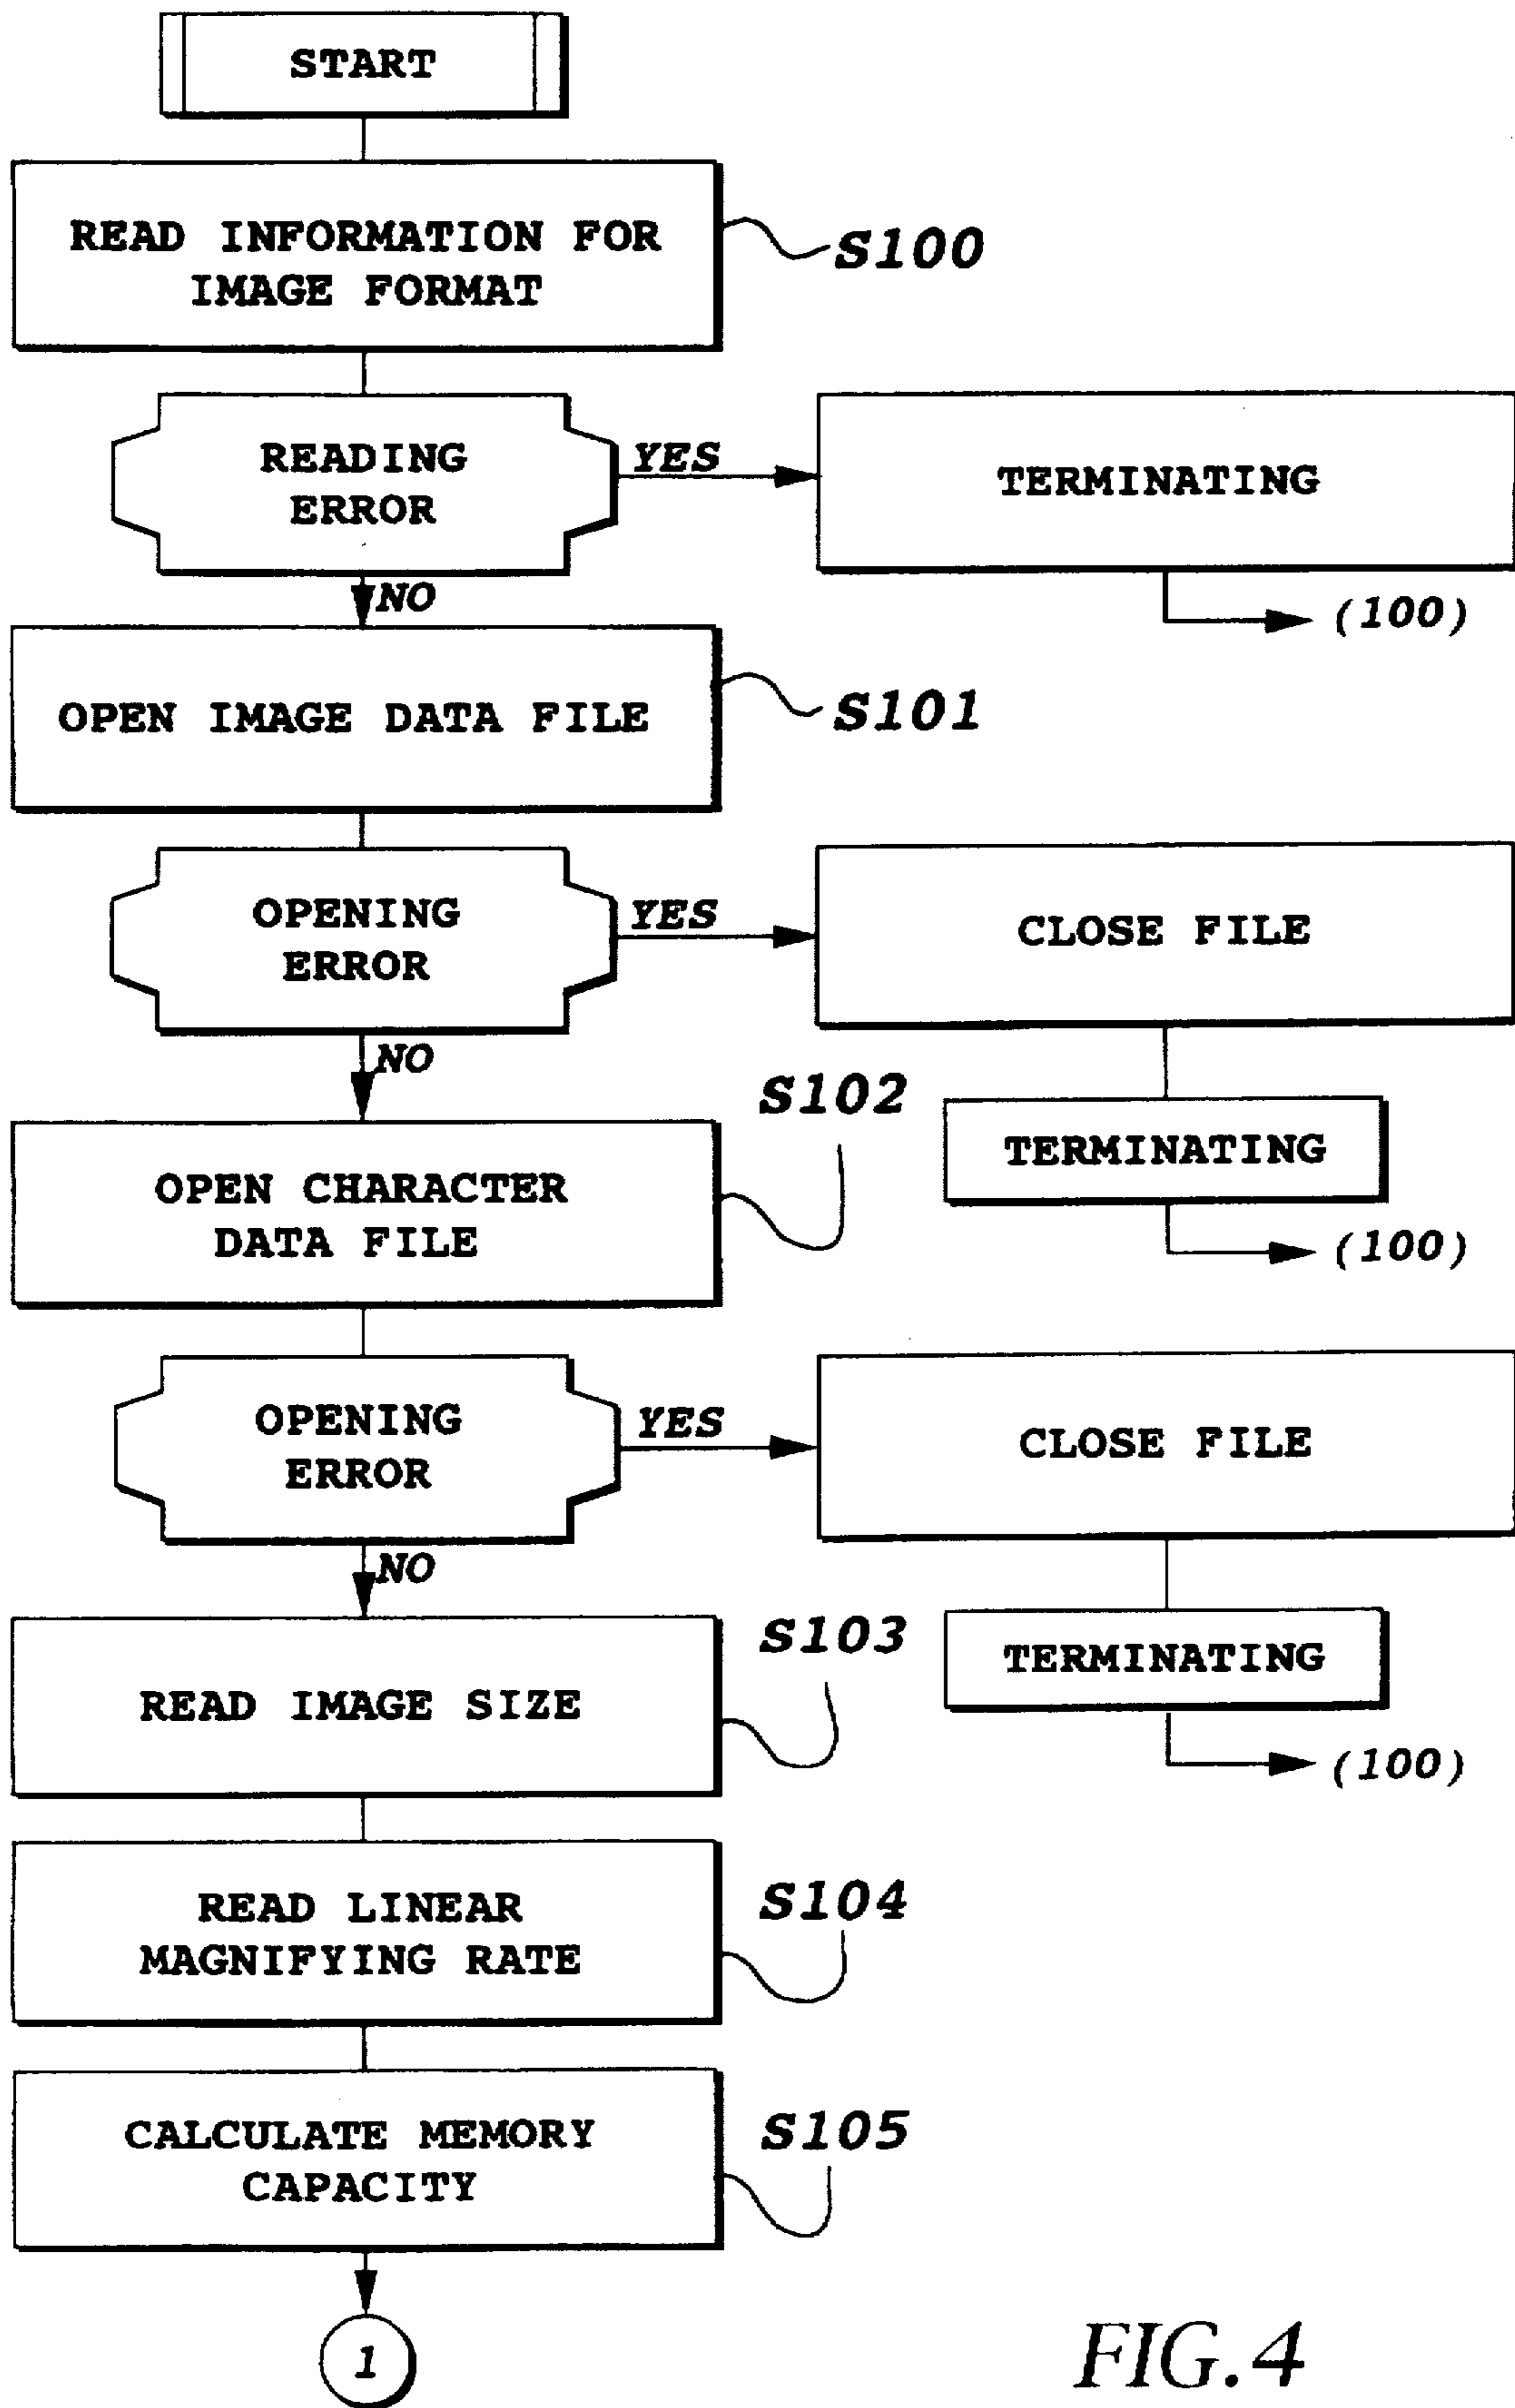 START
READ INFORMATION FOR
IMAGE FORMAT
S100
READING
ERROR
YES
TERMINATING
NO
(100)
OPEN IMAGE DATA FILE
S101
OPENING
ERROR
YES
CLOSE FILE
NO
S102
TERMINATING
OPEN CHARACTER
DATA FILE
(100)
OPENING
ERROR
YES
CLOSE FILE
NO
S103
TERMINATING
READ IMAGE SIZE
(100)
READ LINEAR
MAGNIFYING RATE
S104
CALCULATE MEMORY
CAPACITY
S105
1
FIG.4